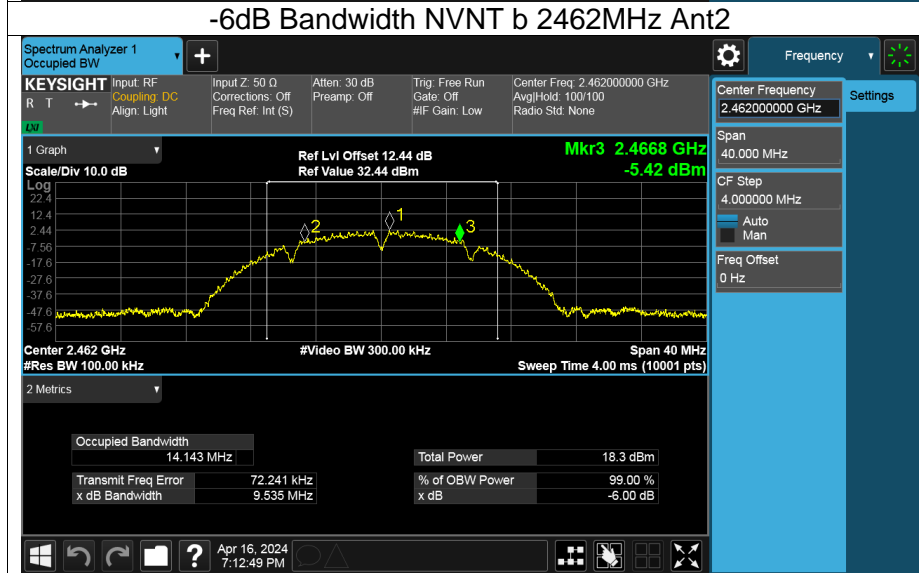 -6dB Bandwidth NVNT b 2462MHz Ant2
Spectrum Analyzer 1
Occupied BW
+
Frequency
KEYSIGHT
R T
LXI
Input: RF
Coupling: DC
Align: Light
Input Z: 50 Ω
Corrections: Off
Freq Ref: Int (S)
Atten: 30 dB
Preamp: Off
Trig: Free Run
Gate: Off
#IF Gain: Low
Center Freq: 2.462000000 GHz
Avg|Hold: 100/100
Radio Std: None
Center Frequency
2.462000000 GHz
Settings
Span
40.000 MHz
CF Step
4.000000 MHz
Auto
Man
Freq Offset
0 Hz
1 Graph
Scale/Div 10.0 dB
Ref Lvl Offset 12.44 dB
Ref Value 32.44 dBm
Mkr3 2.4668 GHz
-5.42 dBm
Log
22.4
12.4
2.44
-7.56
-17.6
-27.6
-37.6
-47.6
-57.6
2
1
3
Center 2.462 GHz
#Res BW 100.00 kHz
#Video BW 300.00 kHz
Span 40 MHz
Sweep Time 4.00 ms (10001 pts)
2 Metrics
Occupied Bandwidth
14.143 MHz
Total Power 18.3 dBm
Transmit Freq Error 72.241 kHz
% of OBW Power 99.00 %
x dB Bandwidth 9.535 MHz
x dB -6.00 dB
?
Apr 16, 2024
7:12:49 PM